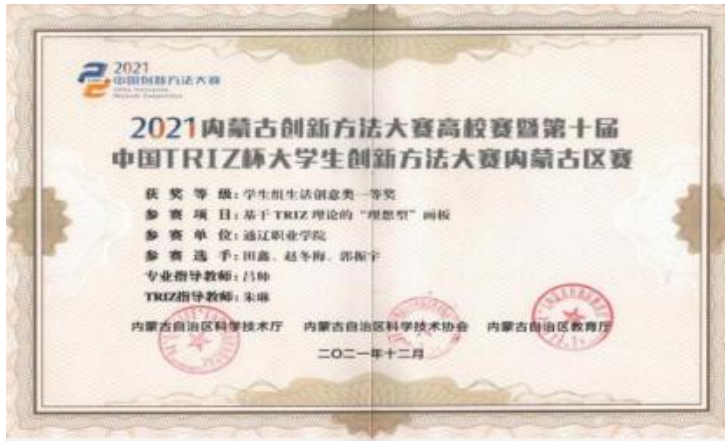 2021
中国创新方法大赛
China Innovation
Methods Competition
2021内蒙古创新方法大赛高校赛暨第十届
中国TRIZ杯大学生创新方法大赛内蒙古区赛
获奖等级：学生组生活创意类一等奖
参赛项目：基于TRIZ理论的“理想型”画板
参赛单位：通辽职业学院
参赛选手：田鑫、赵冬梅、郭振宇
专业指导教师：吕帅
TRIZ指导教师：朱琳
内蒙古自治区科学技术厅 内蒙古自治区科学技术协会 内蒙古自治区教育厅
二〇二一年十二月